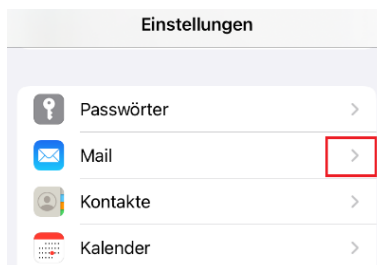 Einstellungen
Passwörter
Mail
Kontakte
Kalender